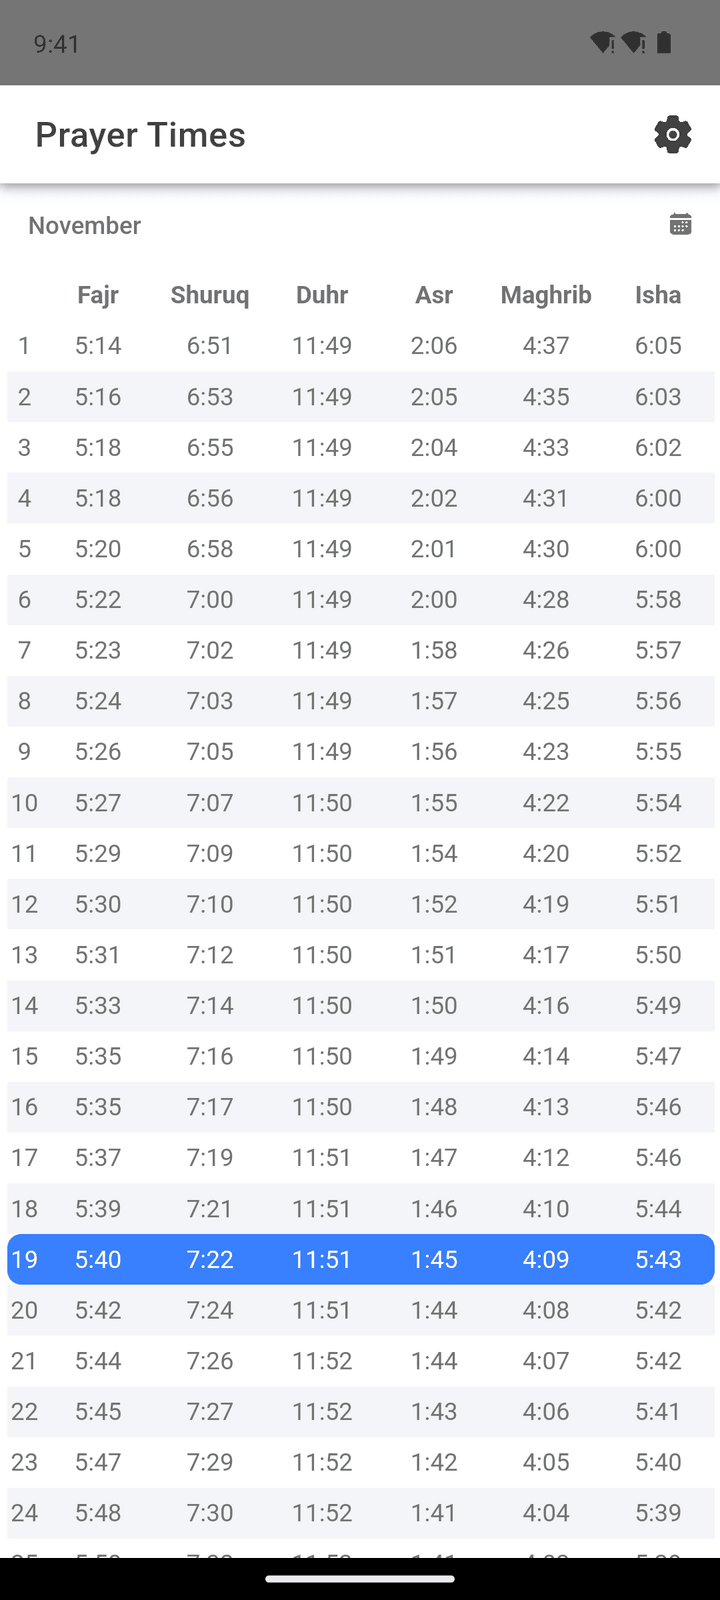 9:41
Prayer Times
November
Fajr Shuruq Duhr Asr Maghrib Isha
1 5:14 6:51 11:49 2:06 4:37 6:05
2 5:16 6:53 11:49 2:05 4:35 6:03
3 5:18 6:55 11:49 2:04 4:33 6:02
4 5:18 6:56 11:49 2:02 4:31 6:00
5 5:20 6:58 11:49 2:01 4:30 6:00
6 5:22 7:00 11:49 2:00 4:28 5:58
7 5:23 7:02 11:49 1:58 4:26 5:57
8 5:24 7:03 11:49 1:57 4:25 5:56
9 5:26 7:05 11:49 1:56 4:23 5:55
10 5:27 7:07 11:50 1:55 4:22 5:54
11 5:29 7:09 11:50 1:54 4:20 5:52
12 5:30 7:10 11:50 1:52 4:19 5:51
13 5:31 7:12 11:50 1:51 4:17 5:50
14 5:33 7:14 11:50 1:50 4:16 5:49
15 5:35 7:16 11:50 1:49 4:14 5:47
16 5:35 7:17 11:50 1:48 4:13 5:46
17 5:37 7:19 11:51 1:47 4:12 5:46
18 5:39 7:21 11:51 1:46 4:10 5:44
19 5:40 7:22 11:51 1:45 4:09 5:43
20 5:42 7:24 11:51 1:44 4:08 5:42
21 5:44 7:26 11:52 1:44 4:07 5:42
22 5:45 7:27 11:52 1:43 4:06 5:41
23 5:47 7:29 11:52 1:42 4:05 5:40
24 5:48 7:30 11:52 1:41 4:04 5:39